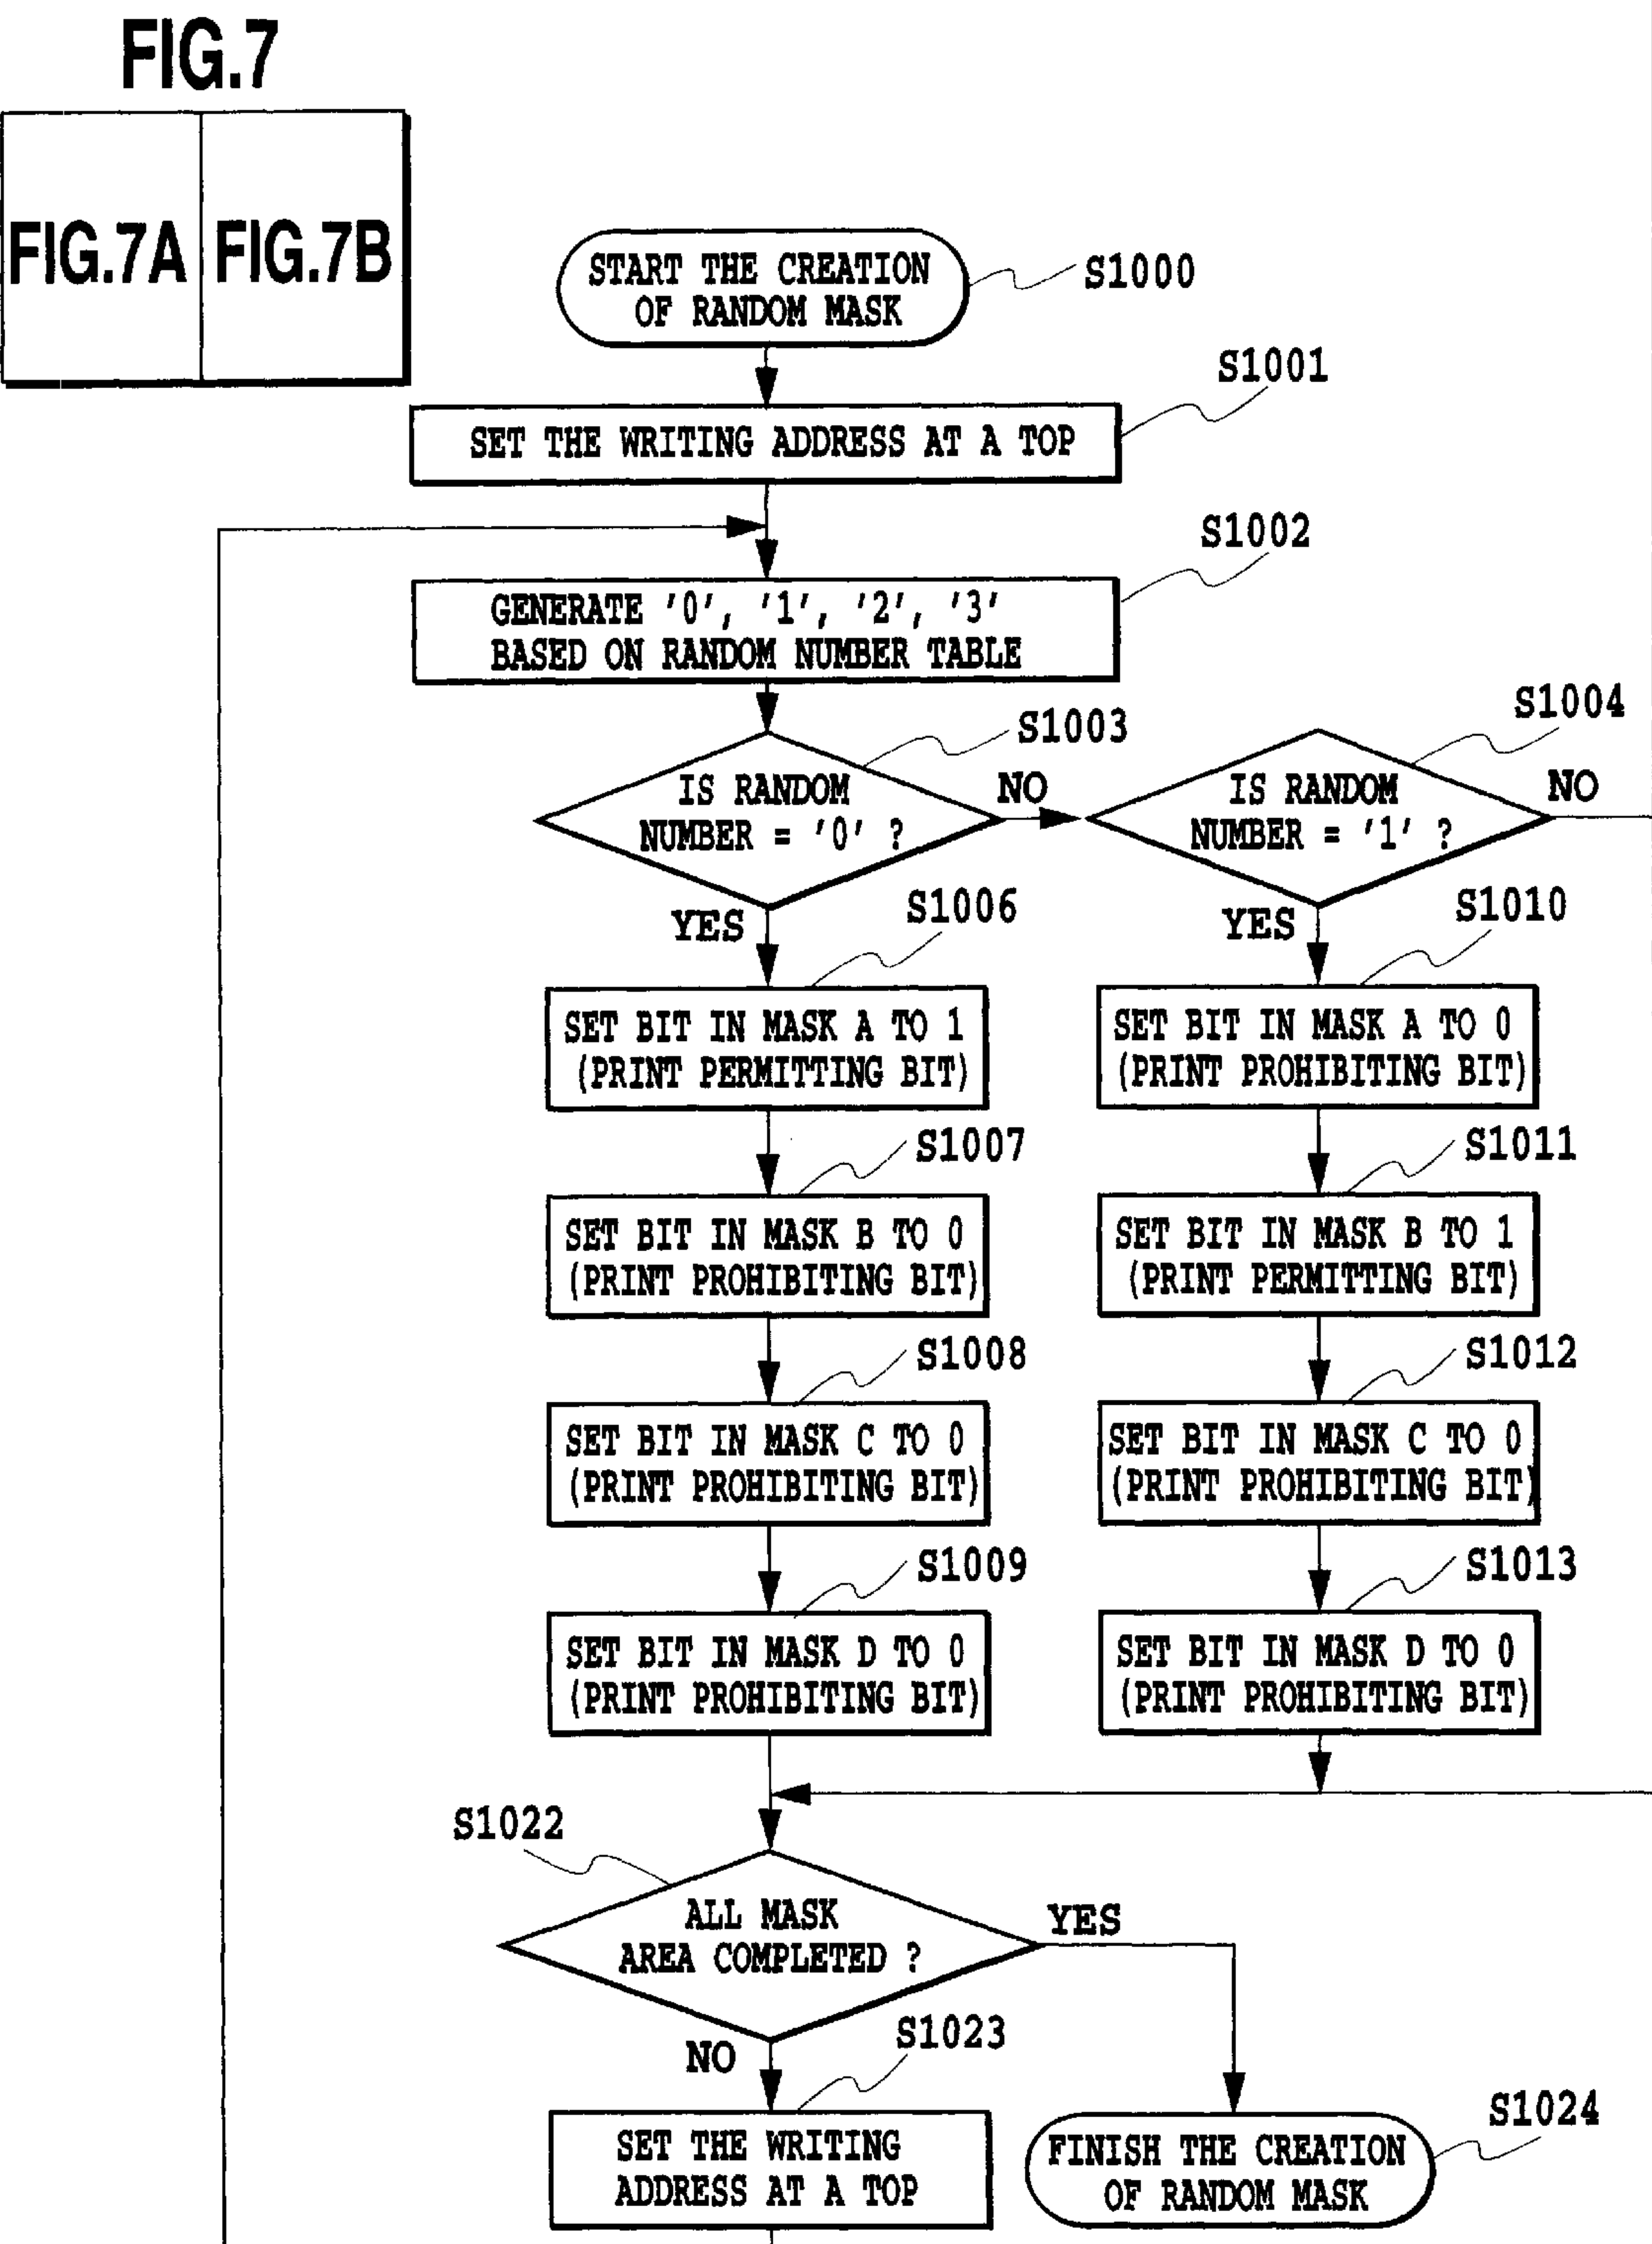 FIG.7
FIG.7A FIG.7B
START THE CREATION
OF RANDOM MASK
S1000
S1001
SET THE WRITING ADDRESS AT A TOP
S1002
GENERATE '0', '1', '2', '3'
BASED ON RANDOM NUMBER TABLE
S1003
IS RANDOM
NUMBER = '0' ?
NO
S1004
IS RANDOM
NUMBER = '1' ?
NO
YES
S1006
YES
S1010
SET BIT IN MASK A TO 1
(PRINT PERMITTING BIT)
SET BIT IN MASK A TO 0
(PRINT PROHIBITING BIT)
S1007
S1011
SET BIT IN MASK B TO 0
(PRINT PROHIBITING BIT)
SET BIT IN MASK B TO 1
(PRINT PERMITTING BIT)
S1008
S1012
SET BIT IN MASK C TO 0
(PRINT PROHIBITING BIT)
SET BIT IN MASK C TO 0
(PRINT PROHIBITING BIT)
S1009
S1013
SET BIT IN MASK D TO 0
(PRINT PROHIBITING BIT)
SET BIT IN MASK D TO 0
(PRINT PROHIBITING BIT)
S1022
ALL MASK
AREA COMPLETED ?
YES
NO
S1023
SET THE WRITING
ADDRESS AT A TOP
S1024
FINISH THE CREATION
OF RANDOM MASK